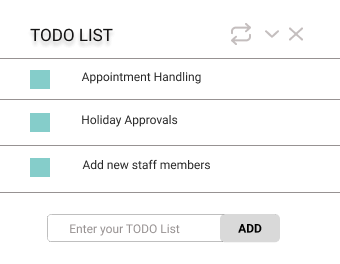 TODO LIST
Appointment Handling
Holiday Approvals
Add new staff members
Enter your TODO List
ADD